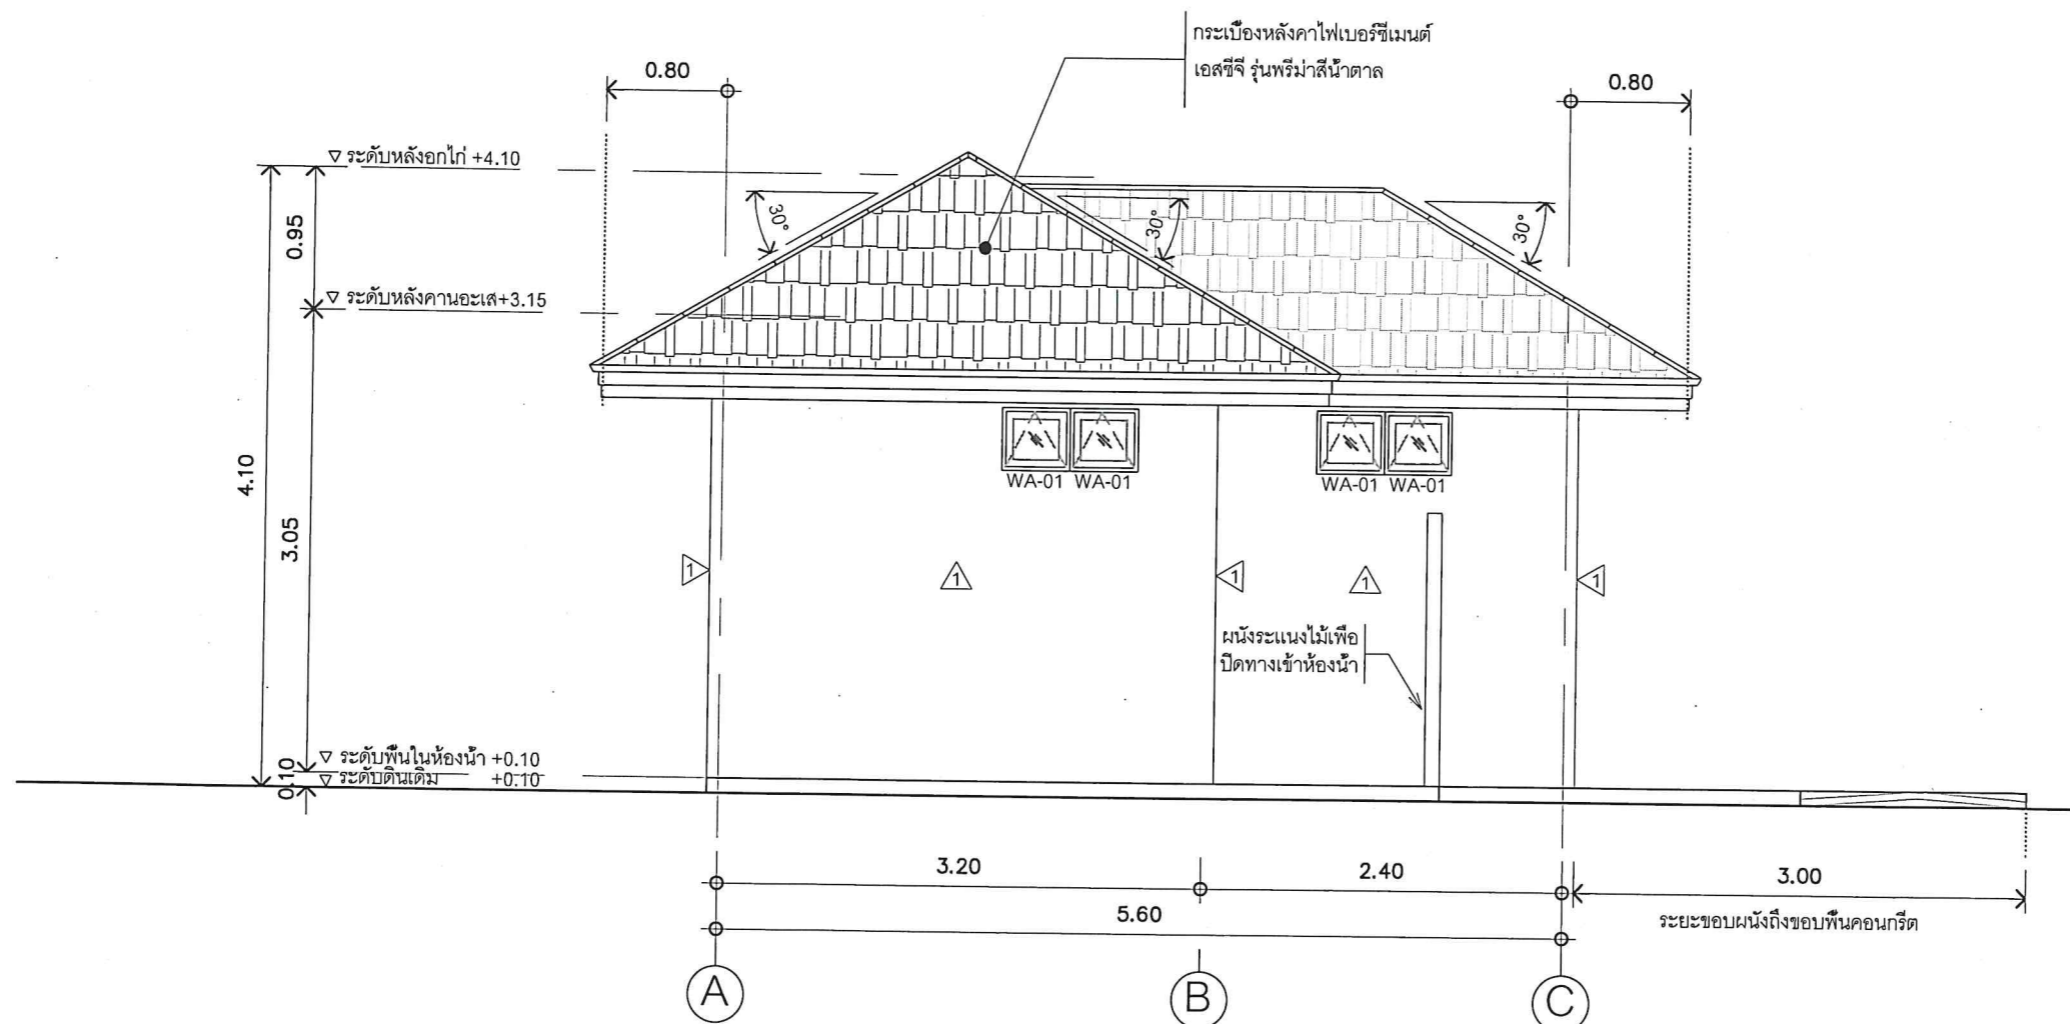 กระเบื้องหลังคาไฟเบอร์ซีเมนต์
เอสซีจี รุ่นพรีม่าสีน้ำตาล
0.80
0.80
▽ ระดับหลังอกไก่ +4.10
30°
30°
30°
0.95
▽ ระดับหลังคานอะเส+3.15
4.10
3.05
WA-01 WA-01
WA-01 WA-01
1
1
1
1
1
ผนังระแนงไม้เพื่อ
ปิดทางเข้าห้องน้ำ
▽ ระดับพื้นในห้องน้ำ +0.10
▽ ระดับดินเดิม +0.10
0.10
3.20
2.40
3.00
5.60
ระยะขอบผนังถึงขอบพื้นคอนกรีต
A
B
C